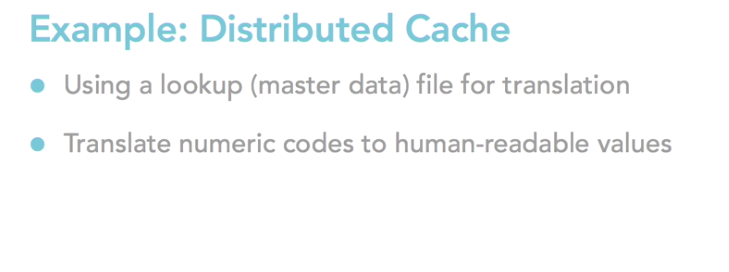 Example: Distributed Cache
• Using a lookup (master data) file for translation
• Translate numeric codes to human-readable values